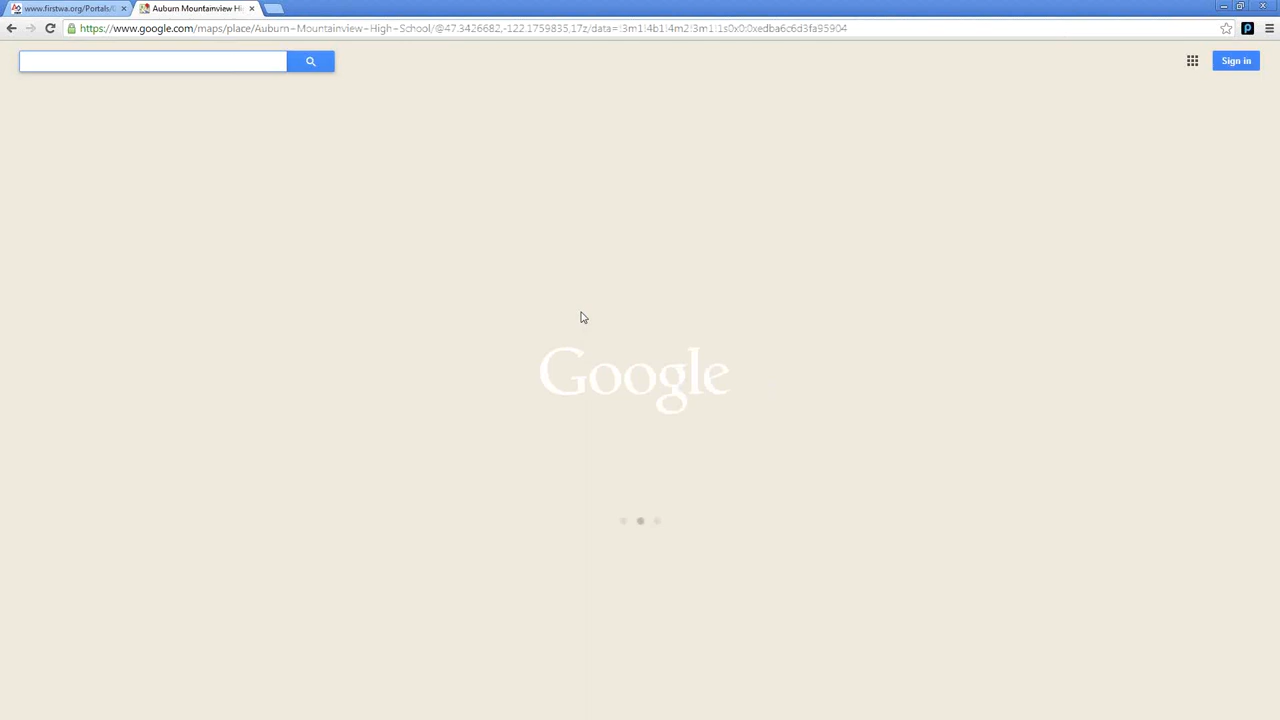 www.firstwa.org/Portals/
Auburn Mountainview Hi
https://www.google.com/maps/place/Auburn-Mountainview-High-School/@47.3426682,-122.1759835,17z/data=!3m1!4b1!4m2!3m1!1s0x0:0xedba6c6d3fa95904
Sign in
Google